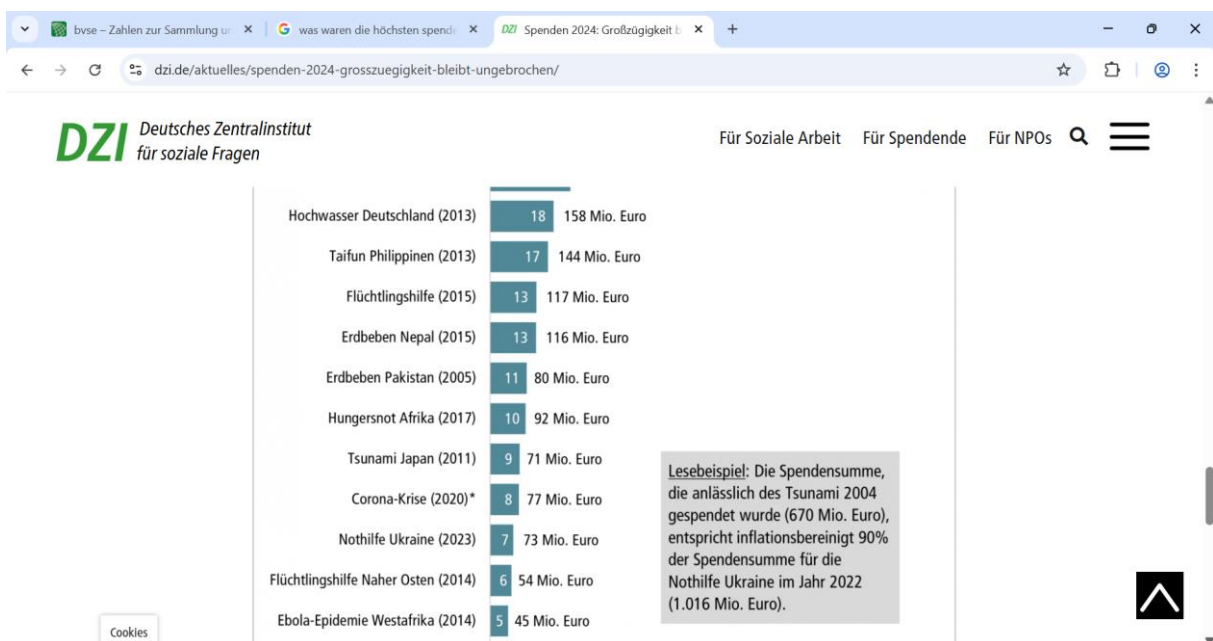 bvse – Zahlen zur Sammlung ur
was waren die höchsten spende
DZI Spenden 2024: Großzügigkeit b
dzi.de/aktuelles/spenden-2024-grosszuegigkeit-bleibt-ungebrochen/
DZI Deutsches Zentralinstitut
für soziale Fragen
Für Soziale Arbeit Für Spendende Für NPOs
Hochwasser Deutschland (2013) 18 158 Mio. Euro
Taifun Philippinen (2013) 17 144 Mio. Euro
Flüchtlingshilfe (2015) 13 117 Mio. Euro
Erdbeben Nepal (2015) 13 116 Mio. Euro
Erdbeben Pakistan (2005) 11 80 Mio. Euro
Hungersnot Afrika (2017) 10 92 Mio. Euro
Tsunami Japan (2011) 9 71 Mio. Euro
Corona-Krise (2020)* 8 77 Mio. Euro
Nothilfe Ukraine (2023) 7 73 Mio. Euro
Flüchtlingshilfe Naher Osten (2014) 6 54 Mio. Euro
Ebola-Epidemie Westafrika (2014) 5 45 Mio. Euro
Lesebeispiel: Die Spendensumme,
die anlässlich des Tsunami 2004
gespendet wurde (670 Mio. Euro),
entspricht inflationsbereinigt 90%
der Spendensumme für die
Nothilfe Ukraine im Jahr 2022
(1.016 Mio. Euro).
Cookies